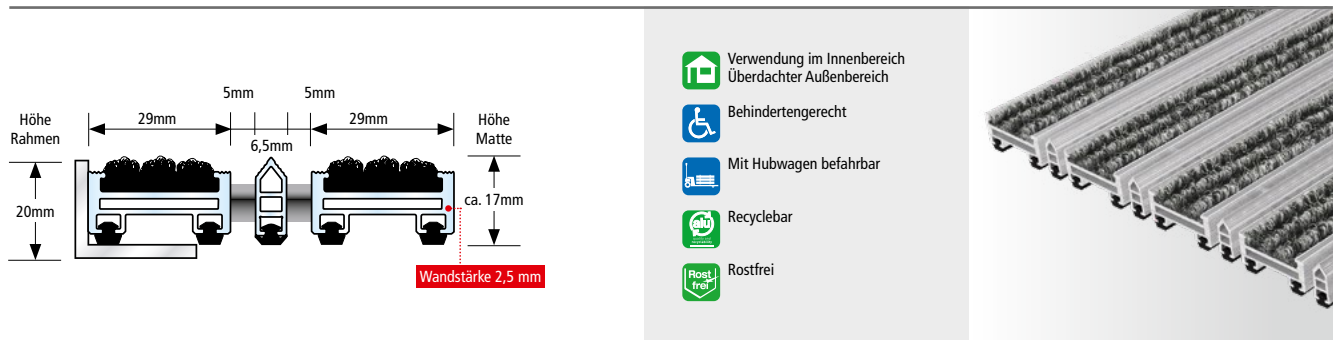 5mm
5mm
Höhe
Rahmen
29mm
29mm
Höhe
Matte
6,5mm
20mm
ca. 17mm
Wandstärke 2,5 mm
Verwendung im Innenbereich
Überdachter Außenbereich
Behindertengerecht
Mit Hubwagen befahrbar
alu
Recyclebar
Rost
frei
Rostfrei